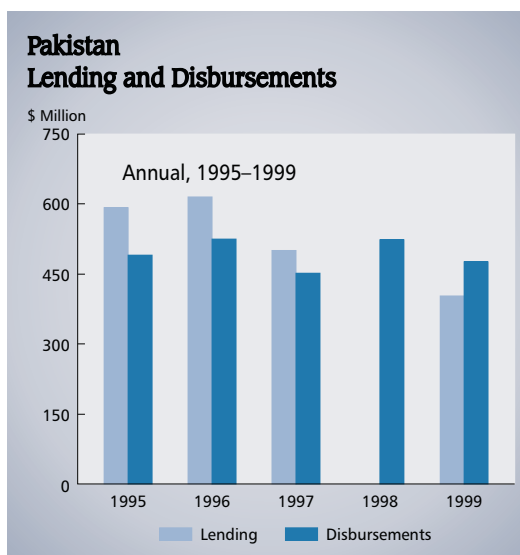 Pakistan
Lending and Disbursements
$ Million
750
Annual, 1995–1999
600
450
300
150
0
1995 1996 1997 1998 1999
Lending Disbursements